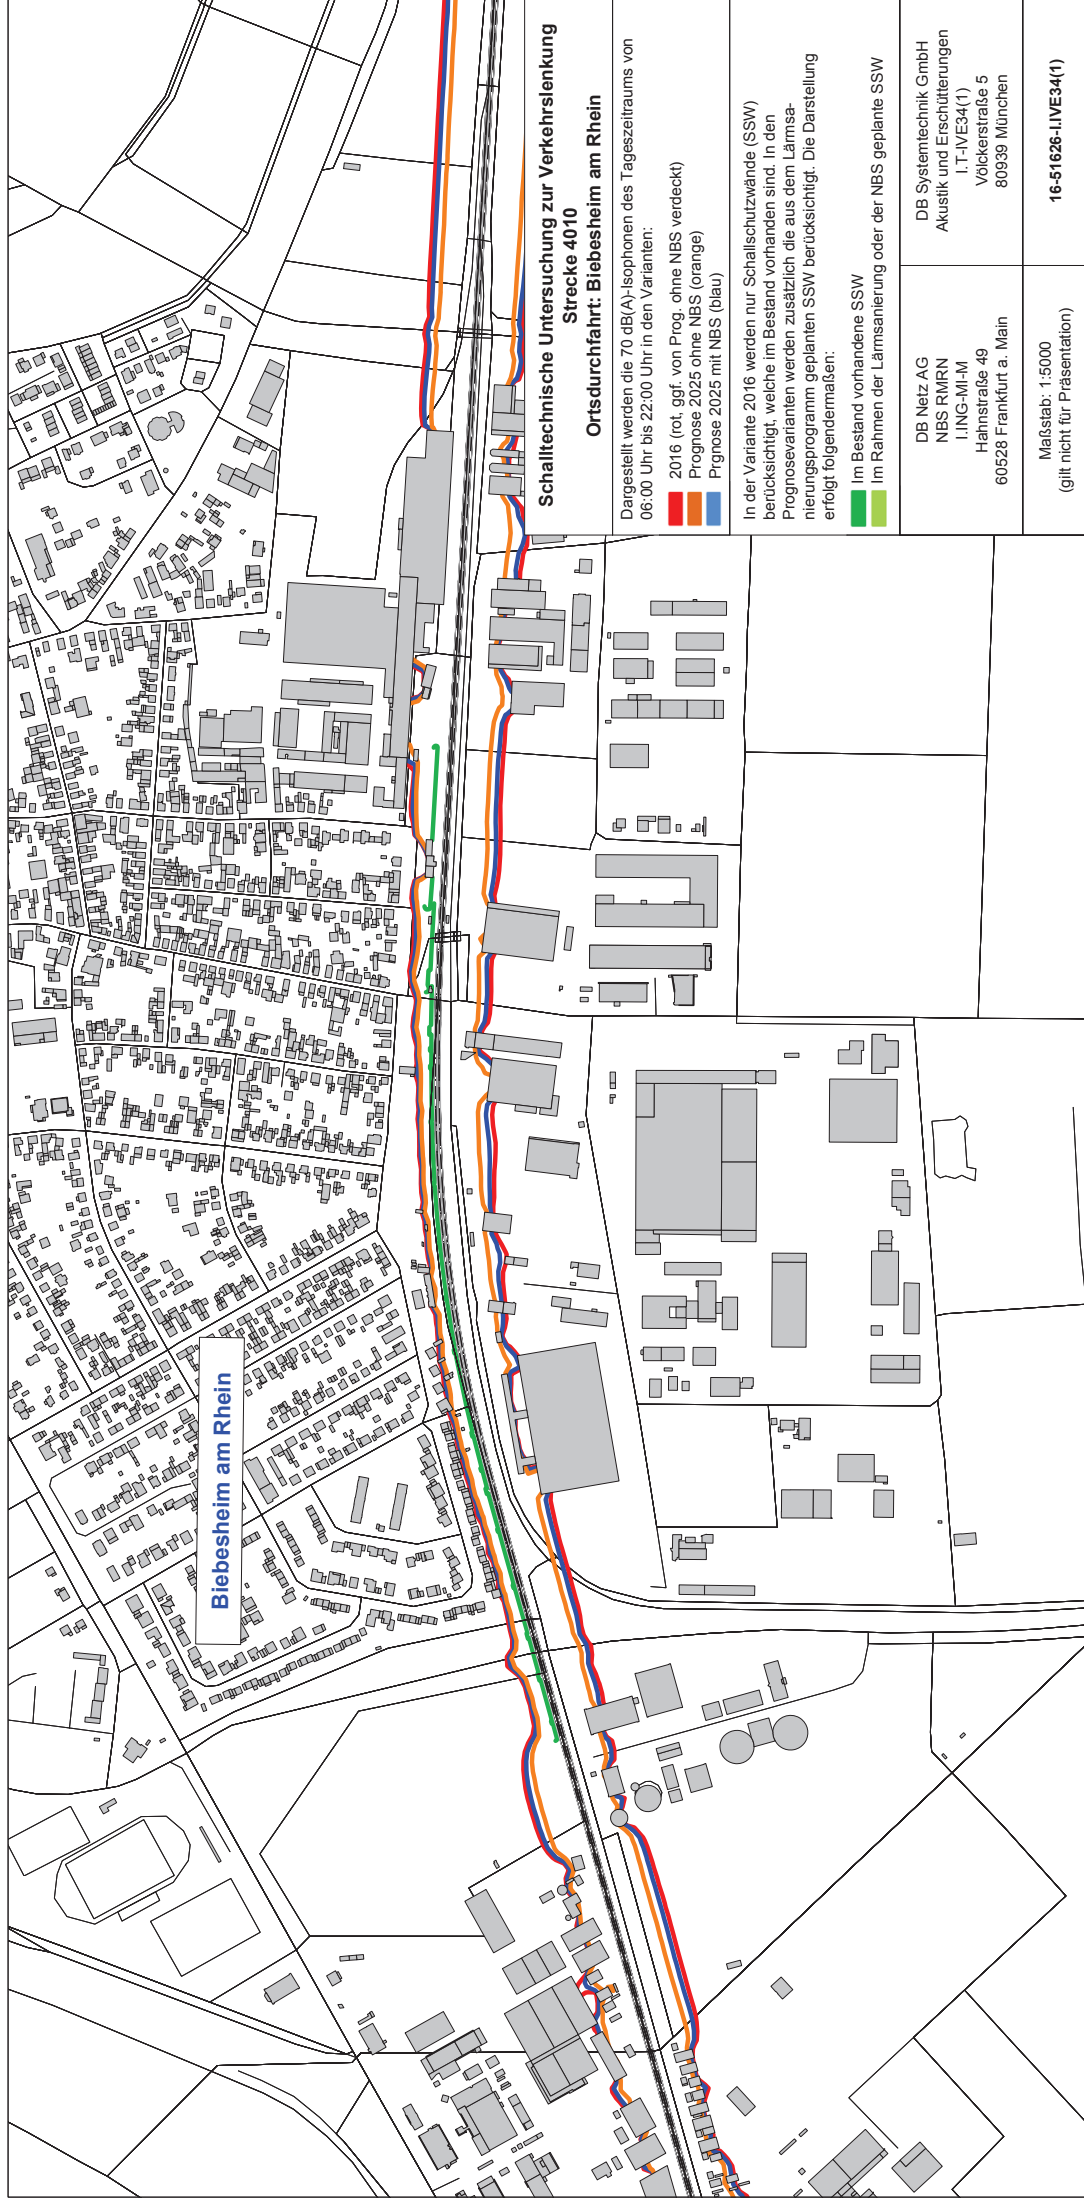 Biebesheim am Rhein
Schalltechnische Untersuchung zur Verkehrslenkung
Strecke 4010
Ortsdurchfahrt: Biebesheim am Rhein
Dargestellt werden die 70 dB(A)-Isophonen des Tageszeitraums von
06:00 Uhr bis 22:00 Uhr in den Varianten:
2016 (rot, ggf. von Prog. ohne NBS verdeckt)
Prognose 2025 ohne NBS (orange)
Prgnose 2025 mit NBS (blau)
In der Variante 2016 werden nur Schallschutzwände (SSW)
berücksichtigt, welche im Bestand vorhanden sind. In den
Prognosevarianten werden zusätzlich die aus dem Lärmsa-
nierungsprogramm geplanten SSW berücksichtigt. Die Darstellung
erfolgt folgendermaßen:
Im Bestand vorhandene SSW
Im Rahmen der Lärmsanierung oder der NBS geplante SSW
DB Netz AG
NBS RMRN
I.ING-MI-M
Hahnstraße 49
60528 Frankfurt a. Main
DB Systemtechnik GmbH
Akustik und Erschütterungen
I.T-IVE34(1)
Völckerstraße 5
80939 München
Maßstab: 1:5000
(gilt nicht für Präsentation)
16-51626-I.IVE34(1)